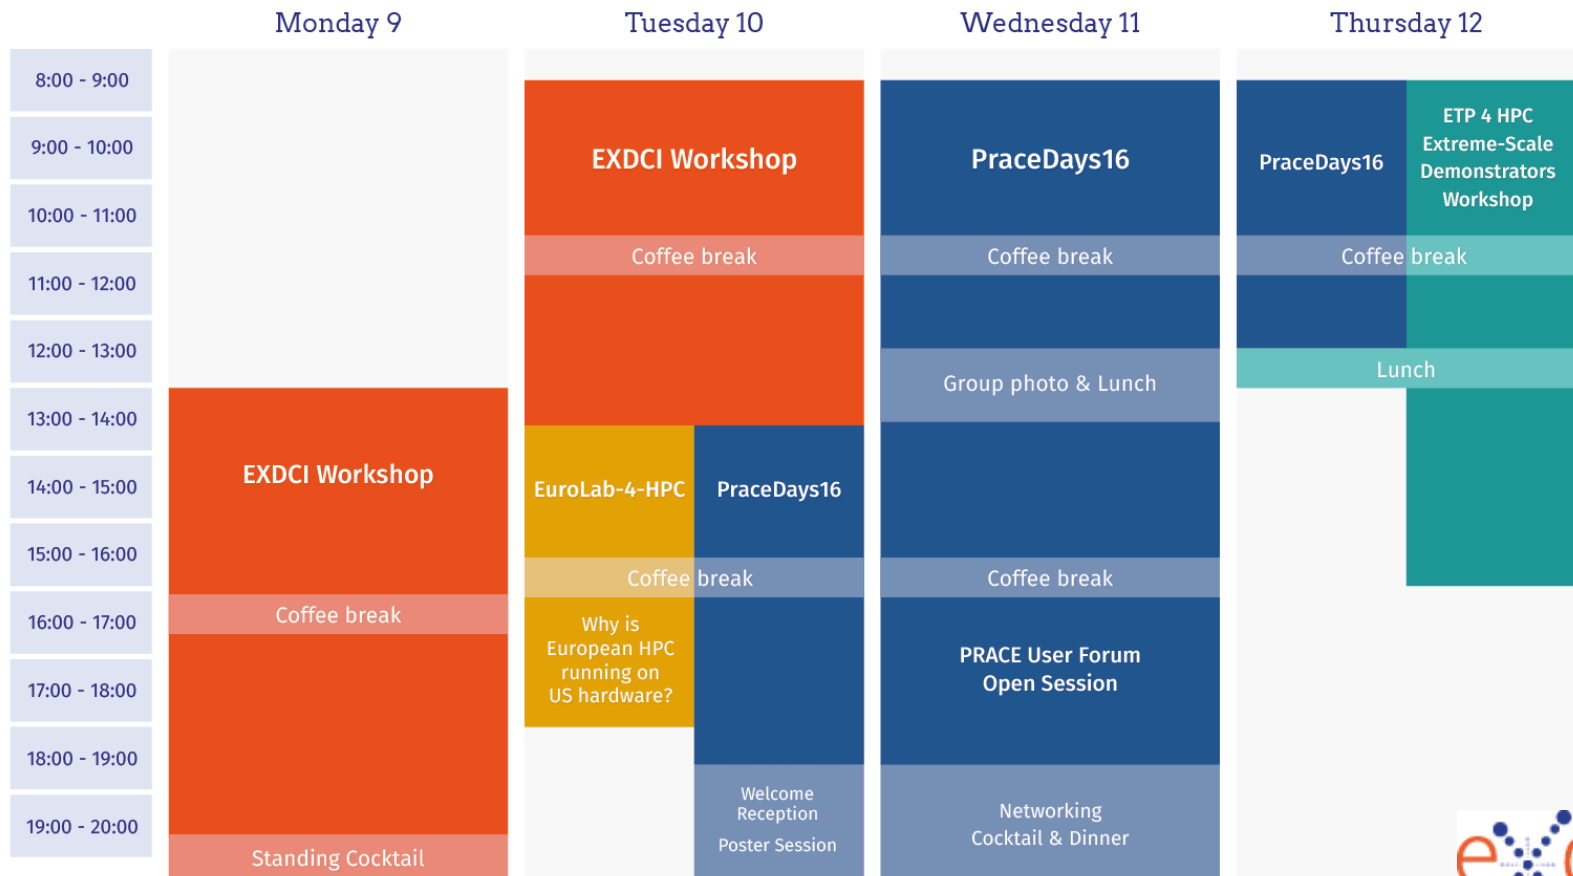 Monday 9
Tuesday 10
Wednesday 11
Thursday 12
8:00 - 9:00
9:00 - 10:00
10:00 - 11:00
11:00 - 12:00
12:00 - 13:00
13:00 - 14:00
14:00 - 15:00
15:00 - 16:00
16:00 - 17:00
17:00 - 18:00
18:00 - 19:00
19:00 - 20:00
EXDCI Workshop
Coffee break
Standing Cocktail
EXDCI Workshop
Coffee break
EuroLab-4-HPC
PraceDays16
Coffee break
Why is
European HPC
running on
US hardware?
Welcome
Reception
Poster Session
PraceDays16
Coffee break
Group photo & Lunch
Coffee break
PRACE User Forum
Open Session
Networking
Cocktail & Dinner
PraceDays16
ETP 4 HPC
Extreme-Scale
Demonstrators
Workshop
Coffee break
Lunch